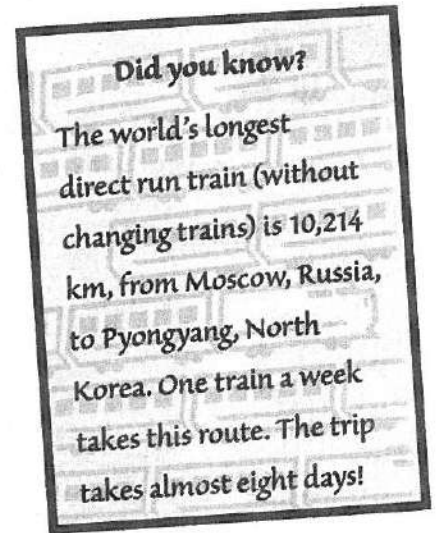 Did you know?
The world's longest
direct run train (without
changing trains) is 10,214
km, from Moscow, Russia,
to Pyongyang, North
Korea. One train a week
takes this route. The trip
takes almost eight days!